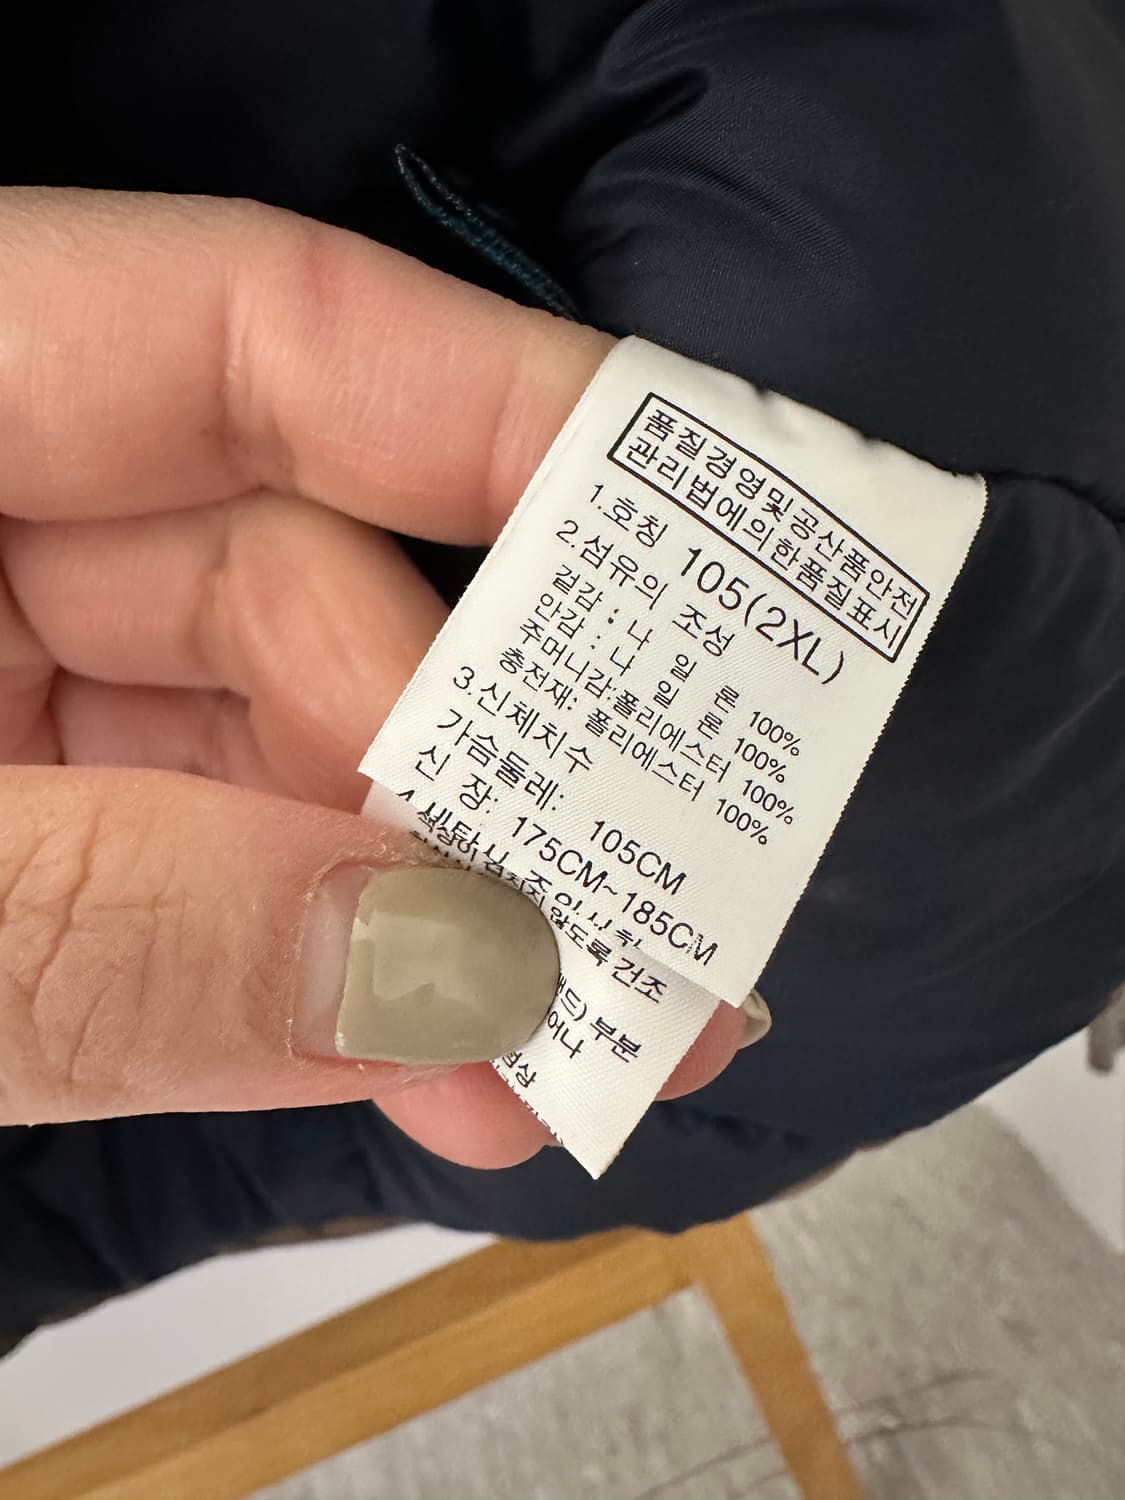 품질경영및공산품안전
관리법에의한품질표시
1.호칭 105(2XL)
2.섬유의 조성
겉감 : 나 일 론 100%
안감 : 나 일 론 100%
주머니감:폴리에스터 100%
충전재: 폴리에스터 100%
3.신체치수
가슴둘레: 105CM
신 장: 175CM~185CM
않도록 건조
부분